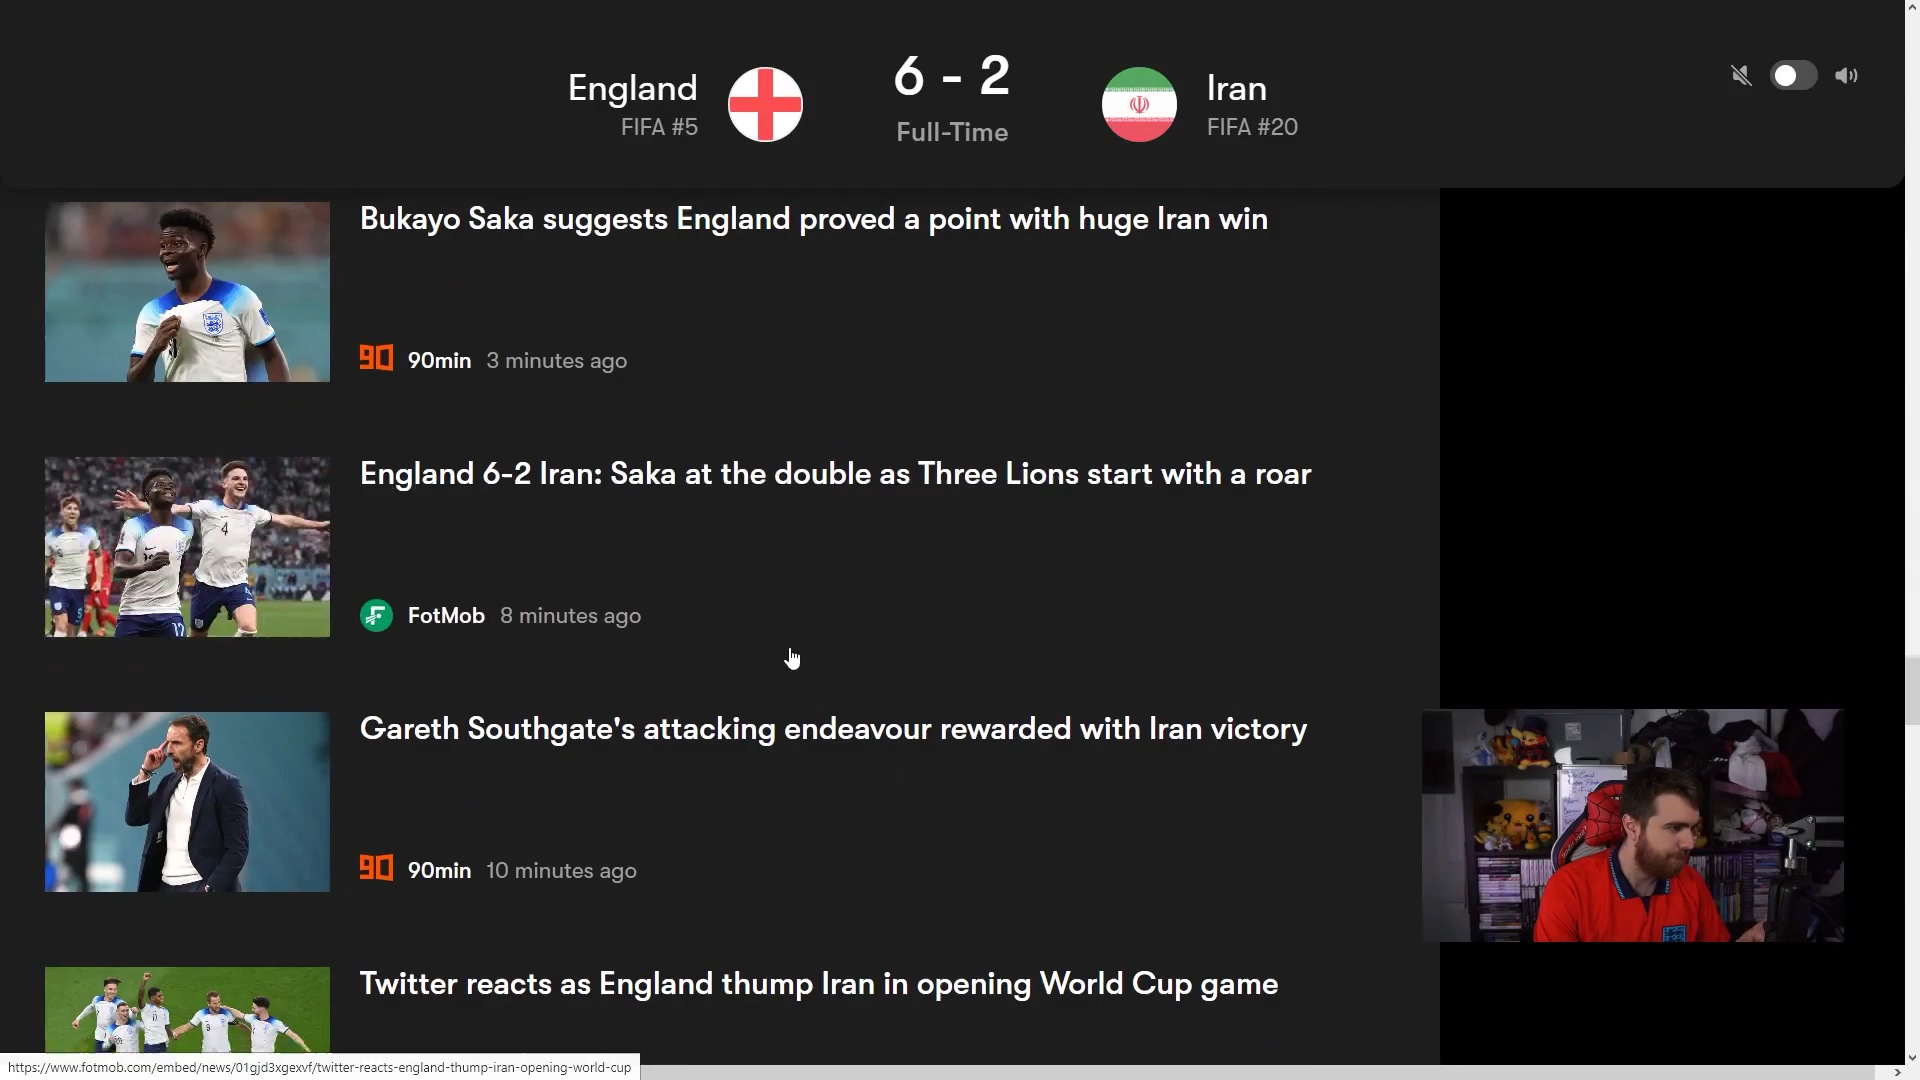 England
FIFA #5
6 - 2
Full-Time
Iran
FIFA #20
Bukayo Saka suggests England proved a point with huge Iran win
90 90min 3 minutes ago
England 6-2 Iran: Saka at the double as Three Lions start with a roar
4
17
FotMob 8 minutes ago
Gareth Southgate's attacking endeavour rewarded with Iran victory
90 90min 10 minutes ago
Twitter reacts as England thump Iran in opening World Cup game
https://www.fotmob.com/embed/news/01gjd3xgexvf/twitter-reacts-england-thump-iran-opening-world-cup